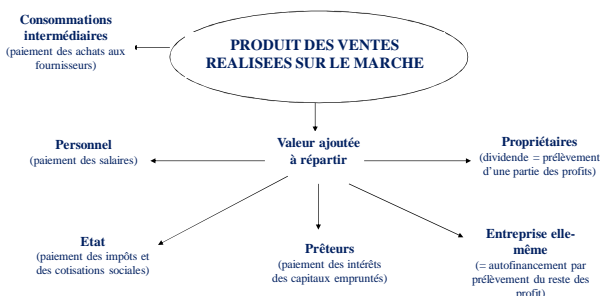 Consommations
intermédiaires
(paiement des achats aux
fournisseurs)
PRODUIT DES VENTES
REALISEES SUR LE MARCHE
Personnel
(paiement des salaires)
Valeur ajoutée
à répartir
Propriétaires
(dividende = prélèvement
d'une partie des profits)
Etat
(paiement des impôts et
des cotisations sociales)
Prêteurs
(paiement des intérêts
des capitaux empruntés)
Entreprise elle-
même
(= autofinancement par
prélèvement du reste des
profit)